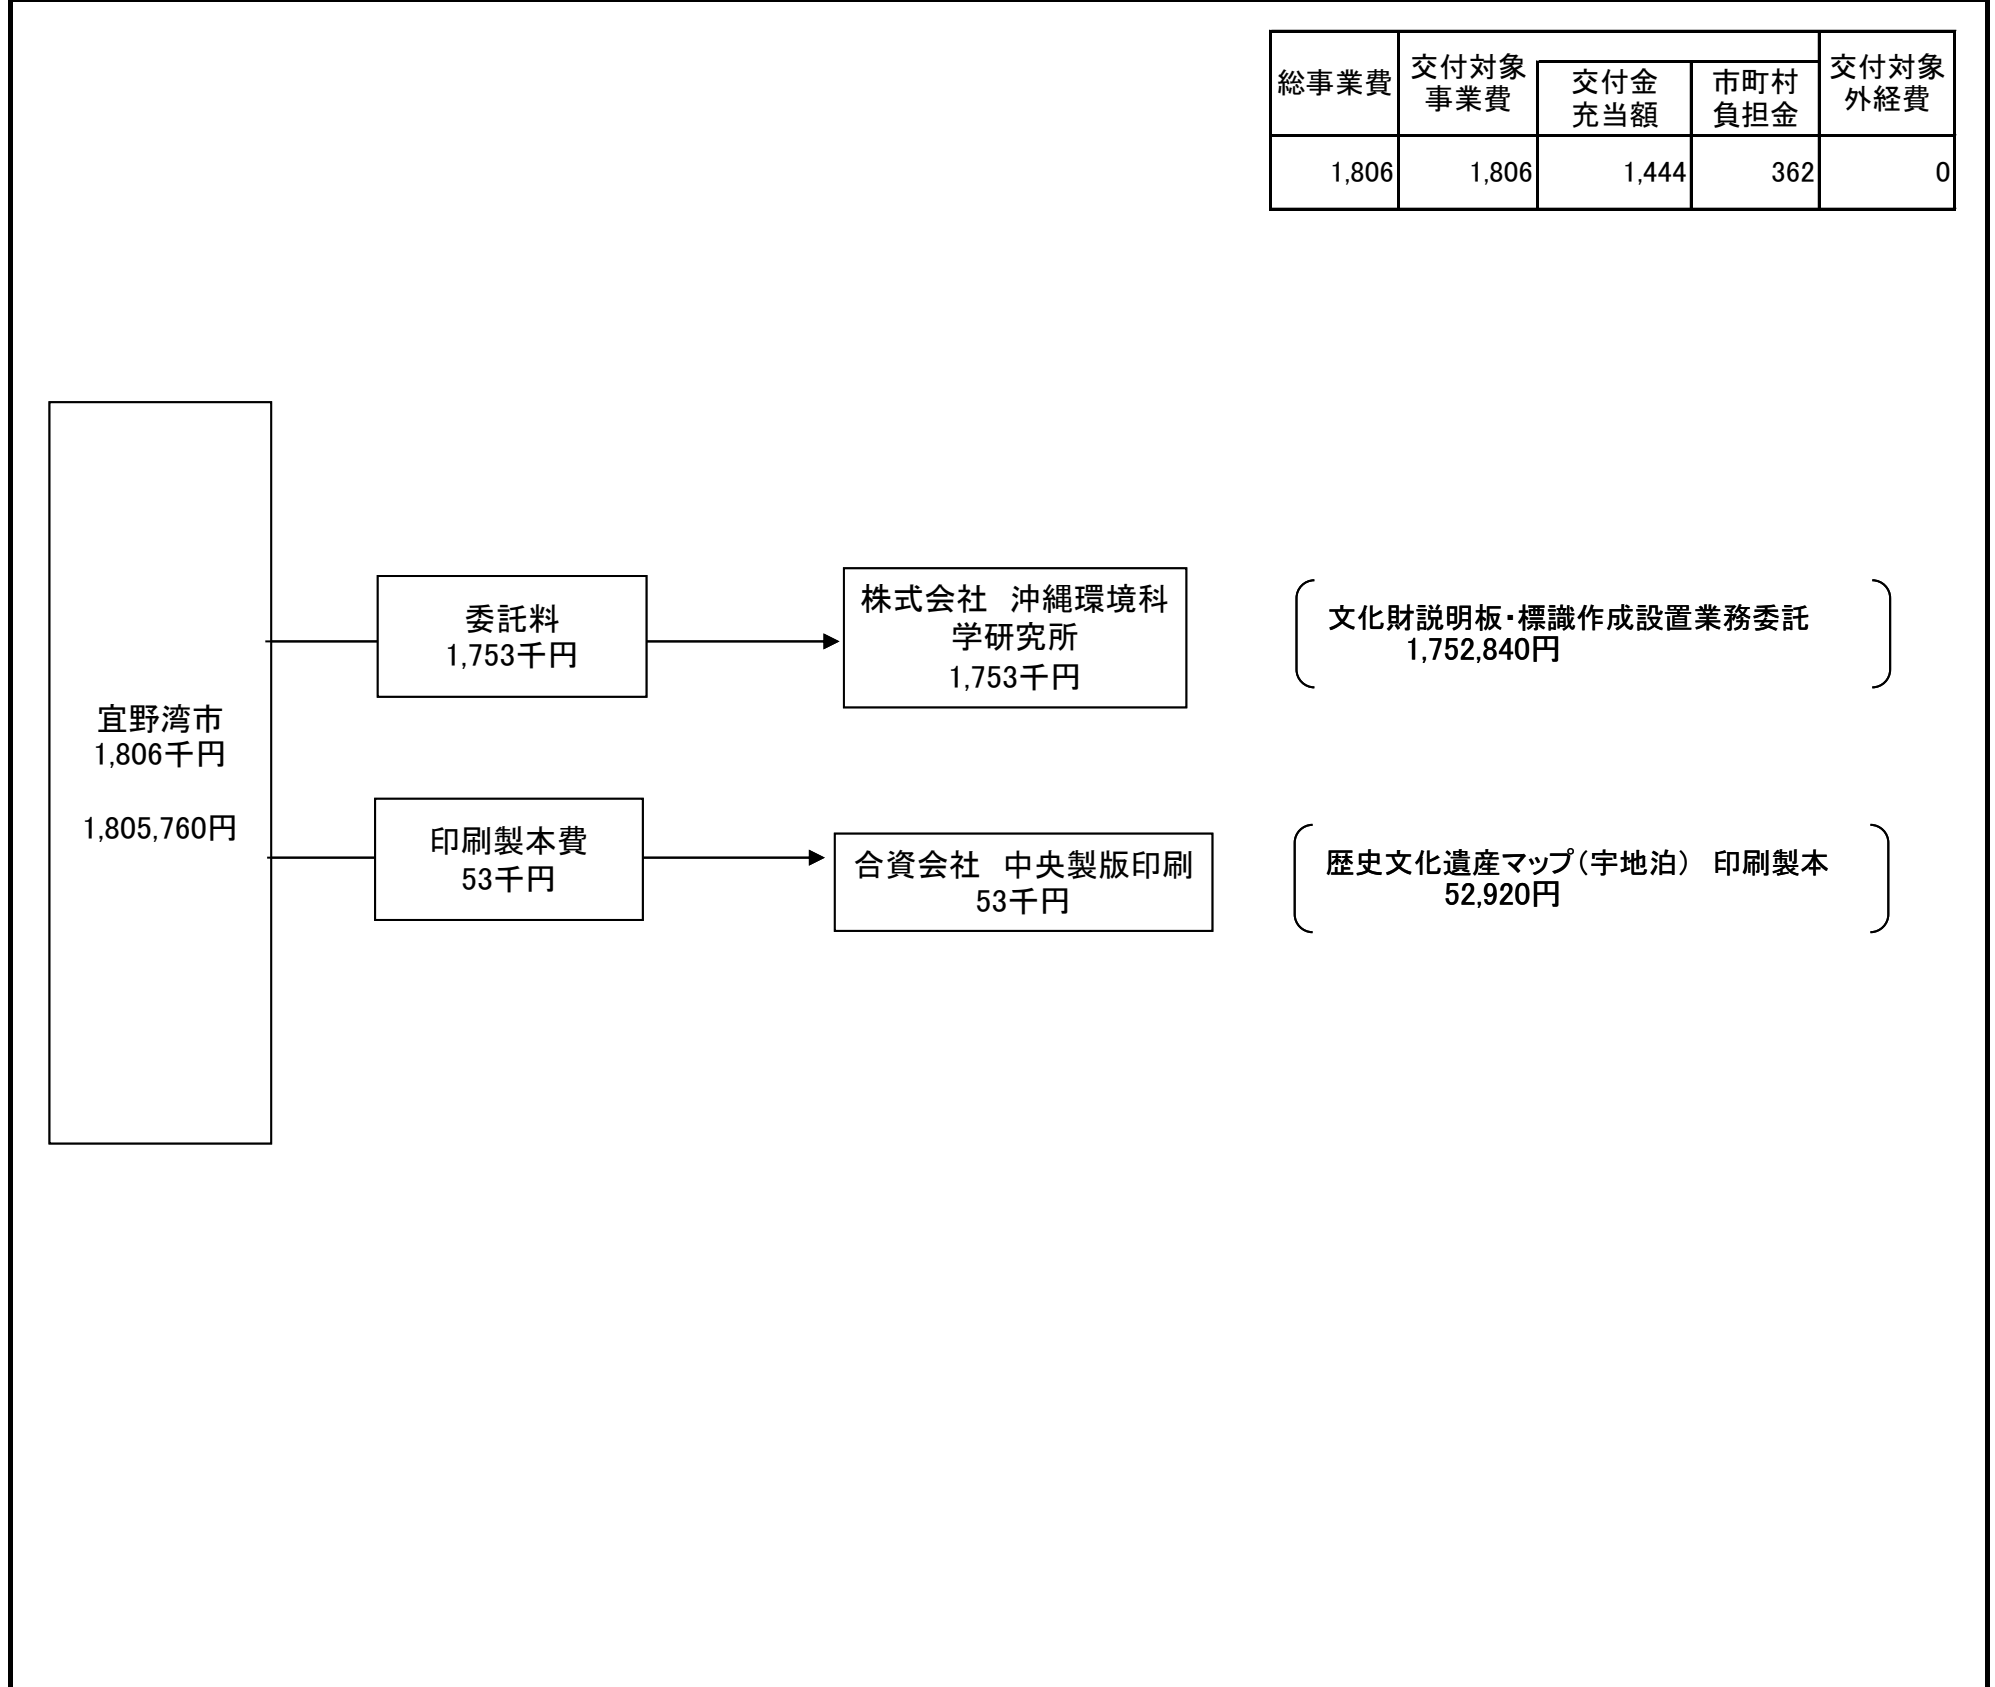 総事業費
交付対象
事業費
交付金
充当額
市町村
負担金
交付対象
外経費
1,806
1,806
1,444
362
0
宜野湾市
1,806千円
1,805,760円
委託料
1,753千円
株式会社　沖縄環境科
学研究所
1,753千円
文化財説明板・標識作成設置業務委託
1,752,840円
印刷製本費
53千円
合資会社　中央製版印刷
53千円
歴史文化遺産マップ（宇地泊）　印刷製本
52,920円